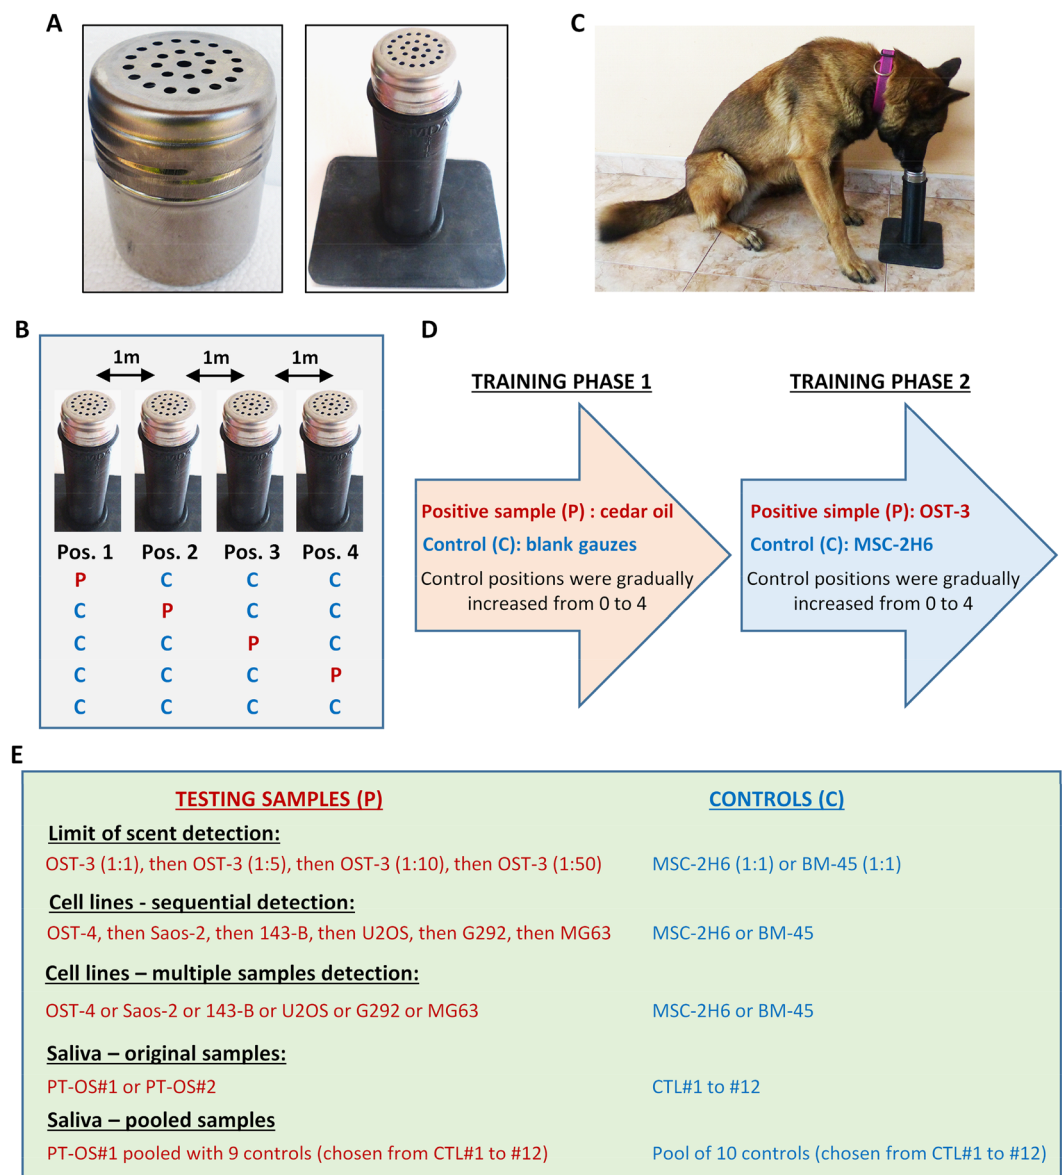 A
C
B
1m 1m 1m
Pos. 1 Pos. 2 Pos. 3 Pos. 4
P C C C
C P C C
C C P C
C C C P
C C C C
D
TRAINING PHASE 1
Positive sample (P) : cedar oil
Control (C): blank gauzes
Control positions were gradually
increased from 0 to 4
TRAINING PHASE 2
Positive simple (P): OST-3
Control (C): MSC-2H6
Control positions were gradually
increased from 0 to 4
E
TESTING SAMPLES (P) CONTROLS (C)
Limit of scent detection:
OST-3 (1:1), then OST-3 (1:5), then OST-3 (1:10), then OST-3 (1:50) MSC-2H6 (1:1) or BM-45 (1:1)
Cell lines - sequential detection:
OST-4, then Saos-2, then 143-B, then U2OS, then G292, then MG63 MSC-2H6 or BM-45
Cell lines – multiple samples detection:
OST-4 or Saos-2 or 143-B or U2OS or G292 or MG63 MSC-2H6 or BM-45
Saliva – original samples:
PT-OS#1 or PT-OS#2 CTL#1 to #12
Saliva – pooled samples
PT-OS#1 pooled with 9 controls (chosen from CTL#1 to #12) Pool of 10 controls (chosen from CTL#1 to #12)